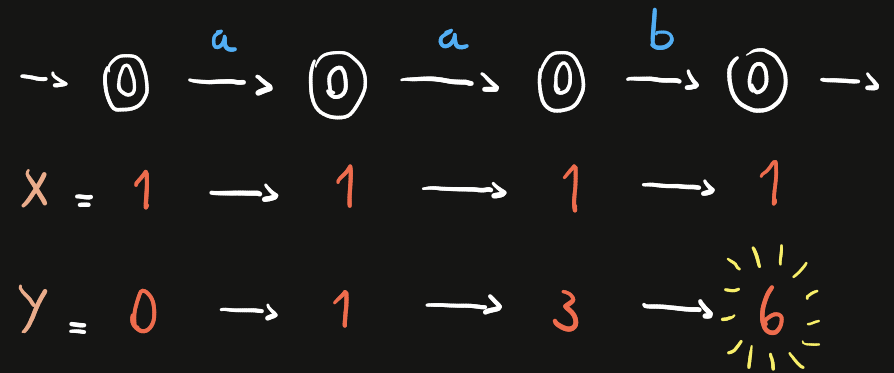 a a b
→ 0 → 0 → 0 → 0 →
X = 1 → 1 → 1 → 1
Y = 0 → 1 → 3 → 6